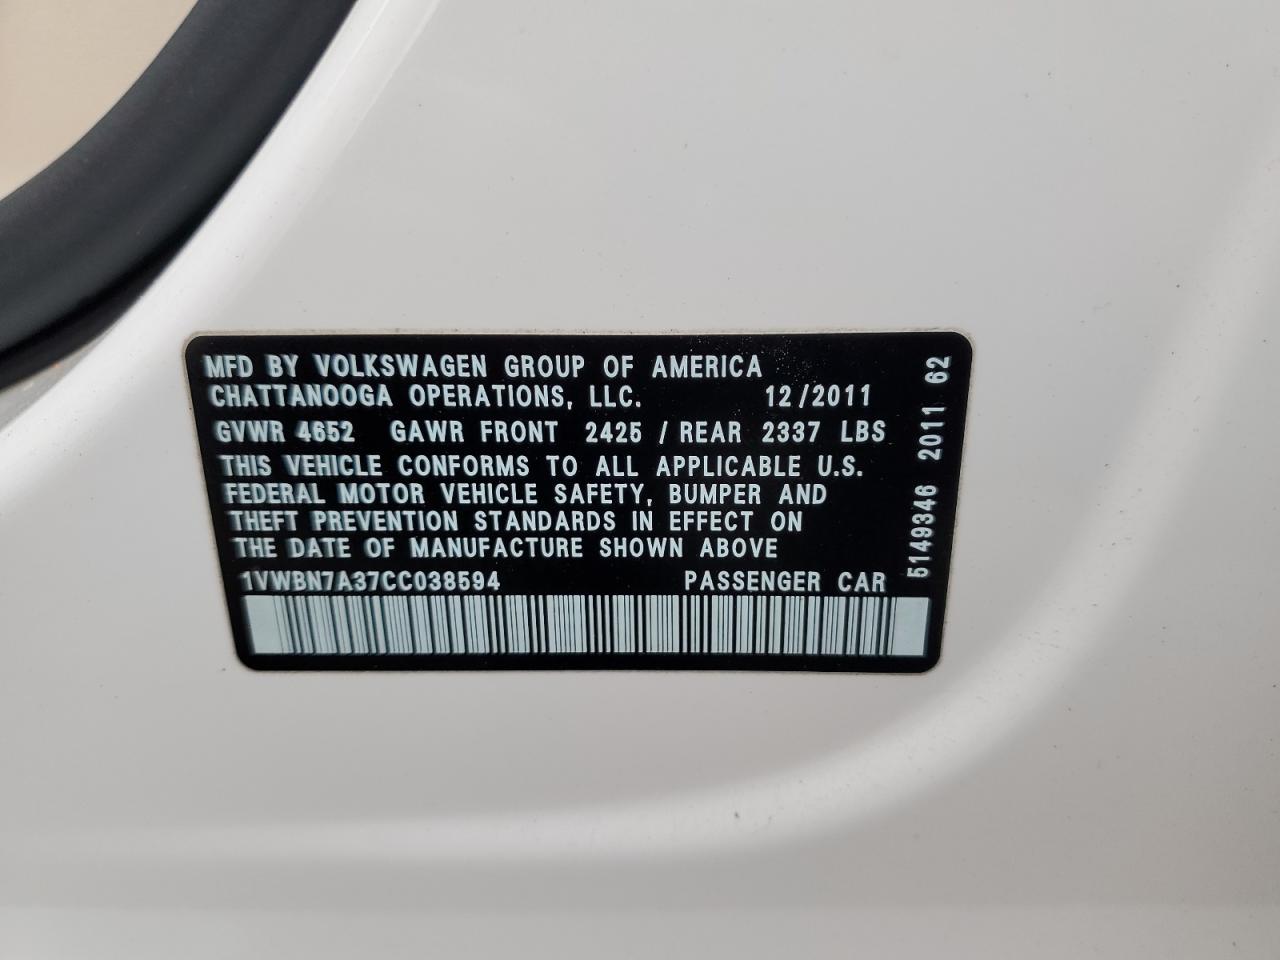 MFD BY VOLKSWAGEN GROUP OF AMERICA
CHATTANOOGA OPERATIONS, LLC. 12/2011
GVWR 4652 GAWR FRONT 2425 / REAR 2337 LBS
THIS VEHICLE CONFORMS TO ALL APPLICABLE U.S.
FEDERAL MOTOR VEHICLE SAFETY, BUMPER AND
THEFT PREVENTION STANDARDS IN EFFECT ON
THE DATE OF MANUFACTURE SHOWN ABOVE
1VWBN7A37CC038594 PASSENGER CAR
5149346 2011 62